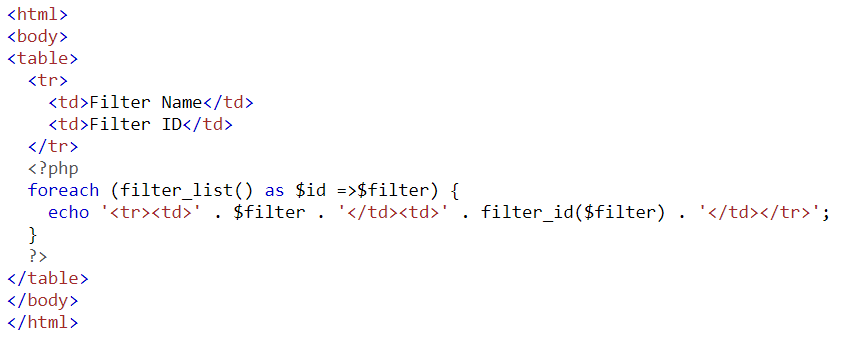 <html>
<body>
<table>
  <tr>
    <td>Filter Name</td>
    <td>Filter ID</td>
  </tr>
  <?php
  foreach (filter_list() as $id =>$filter) {
    echo '<tr><td>' . $filter . '</td><td>' . filter_id($filter) . '</td></tr>';
  }
  ?>
</table>
</body>
</html>